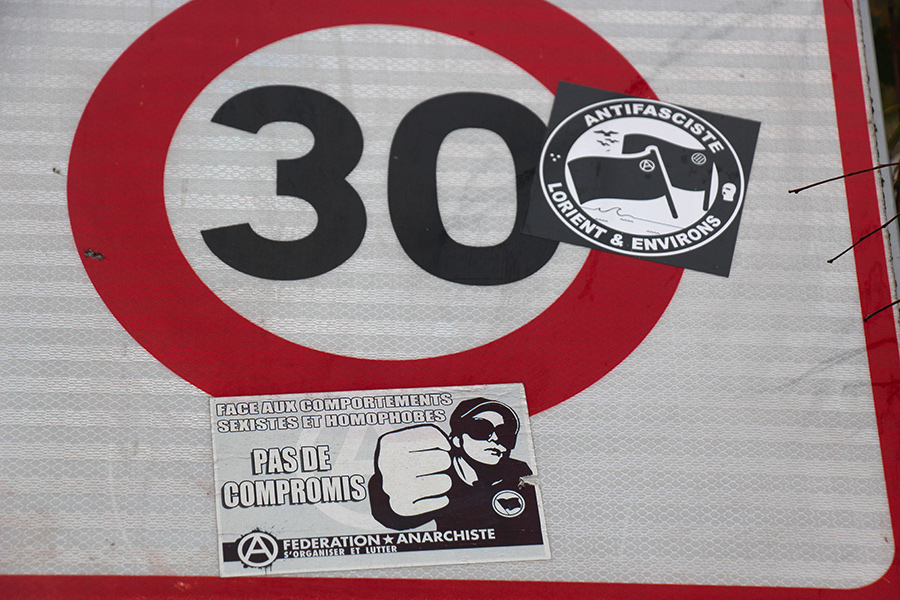 30
ANTIFASCISTE
LORIENT & ENVIRONS
FACE AUX COMPORTEMENTS
SEXISTES ET HOMOPHOBES
PAS DE
COMPROMIS
FEDERATION★ANARCHISTE
S'ORGANISER ET LUTTER